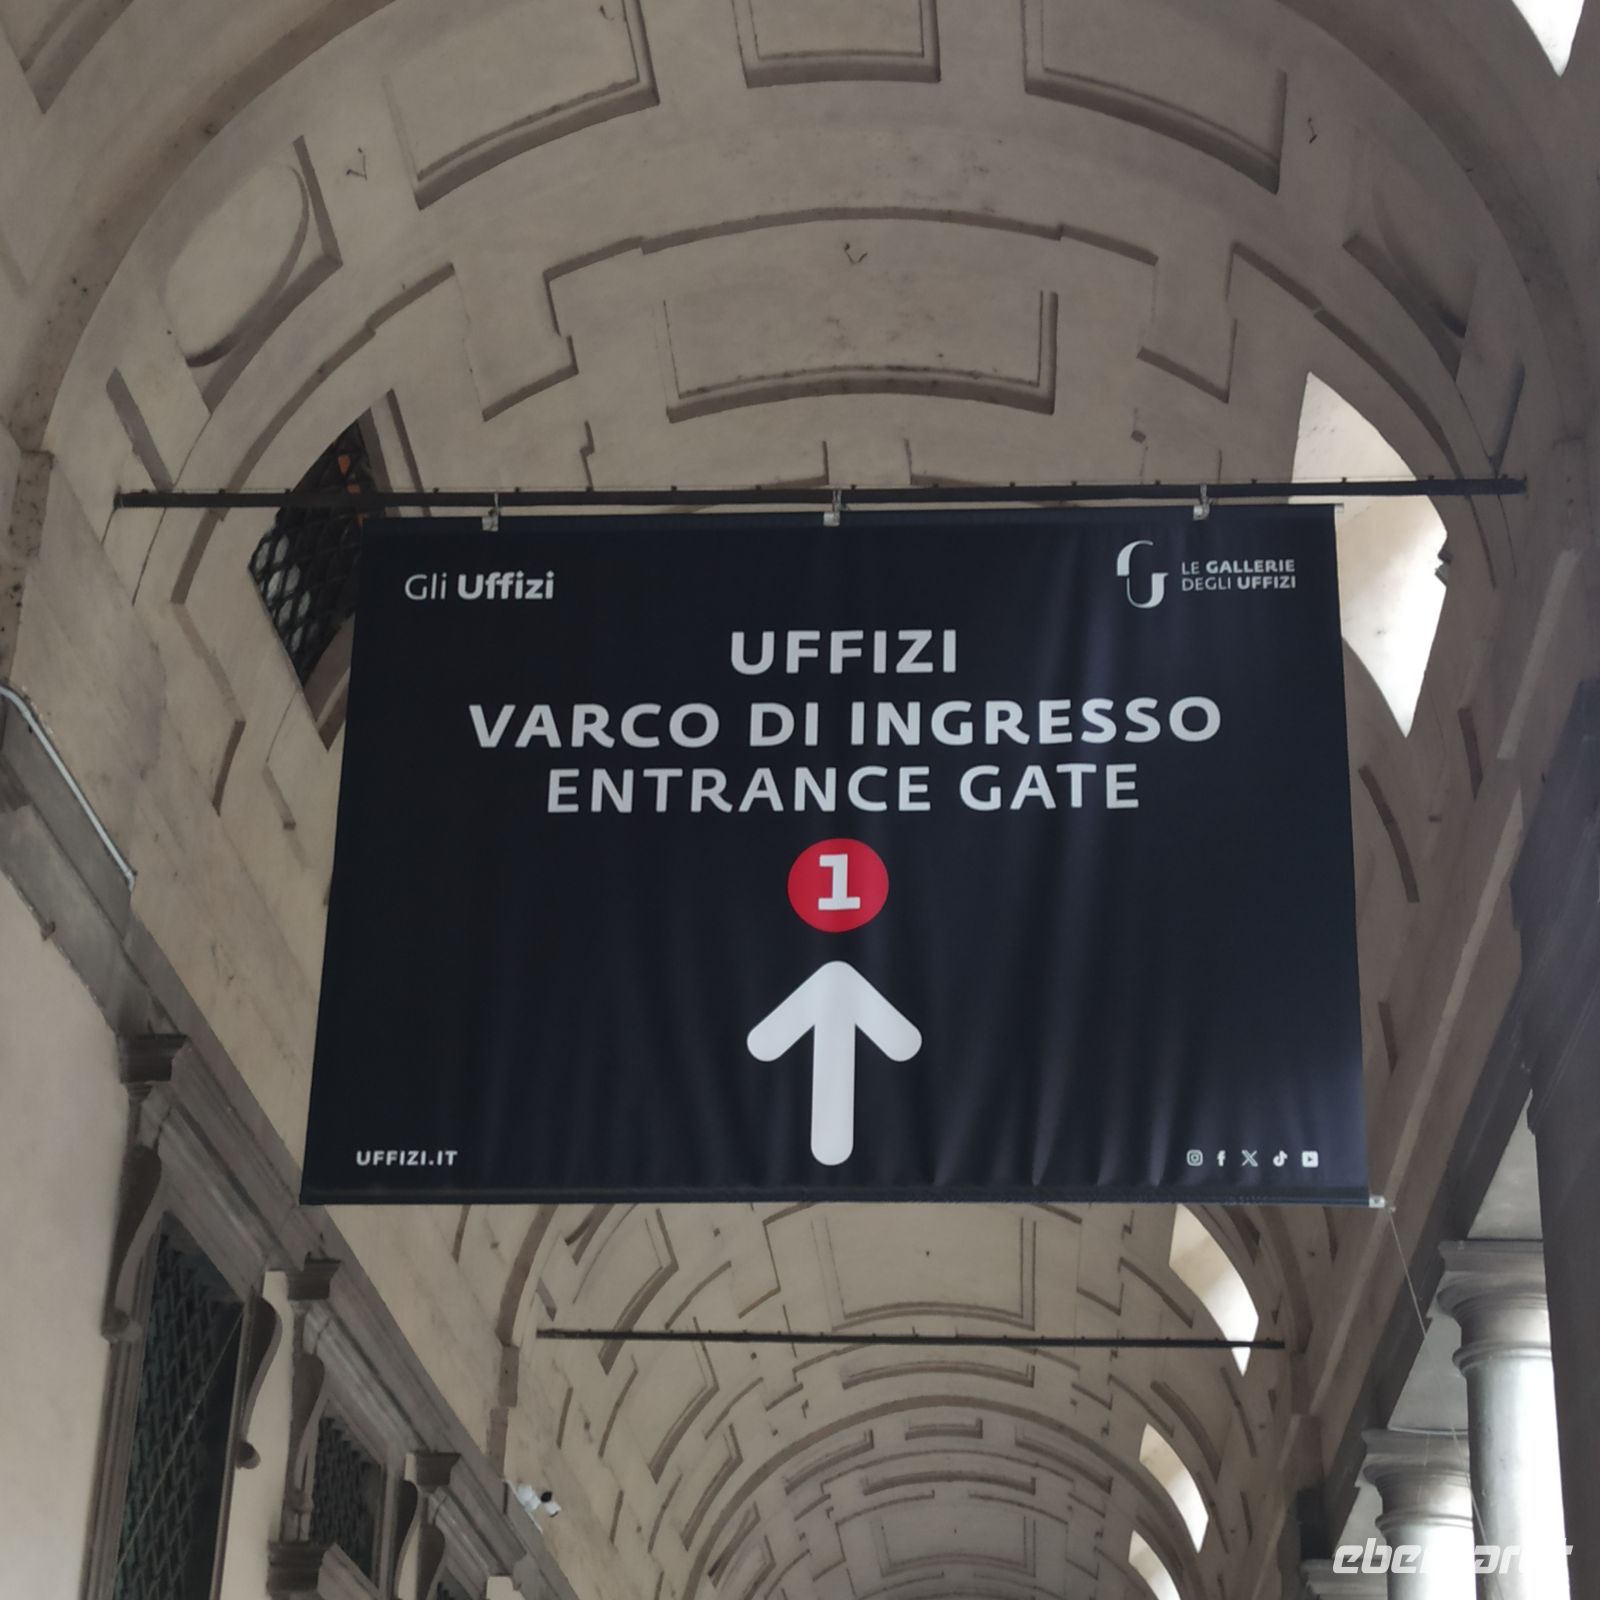 Gli Uffizi
LE GALLERIE
DEGLI UFFIZI
UFFIZI
VARCO DI INGRESSO
ENTRANCE GATE
1
UFFIZI.IT